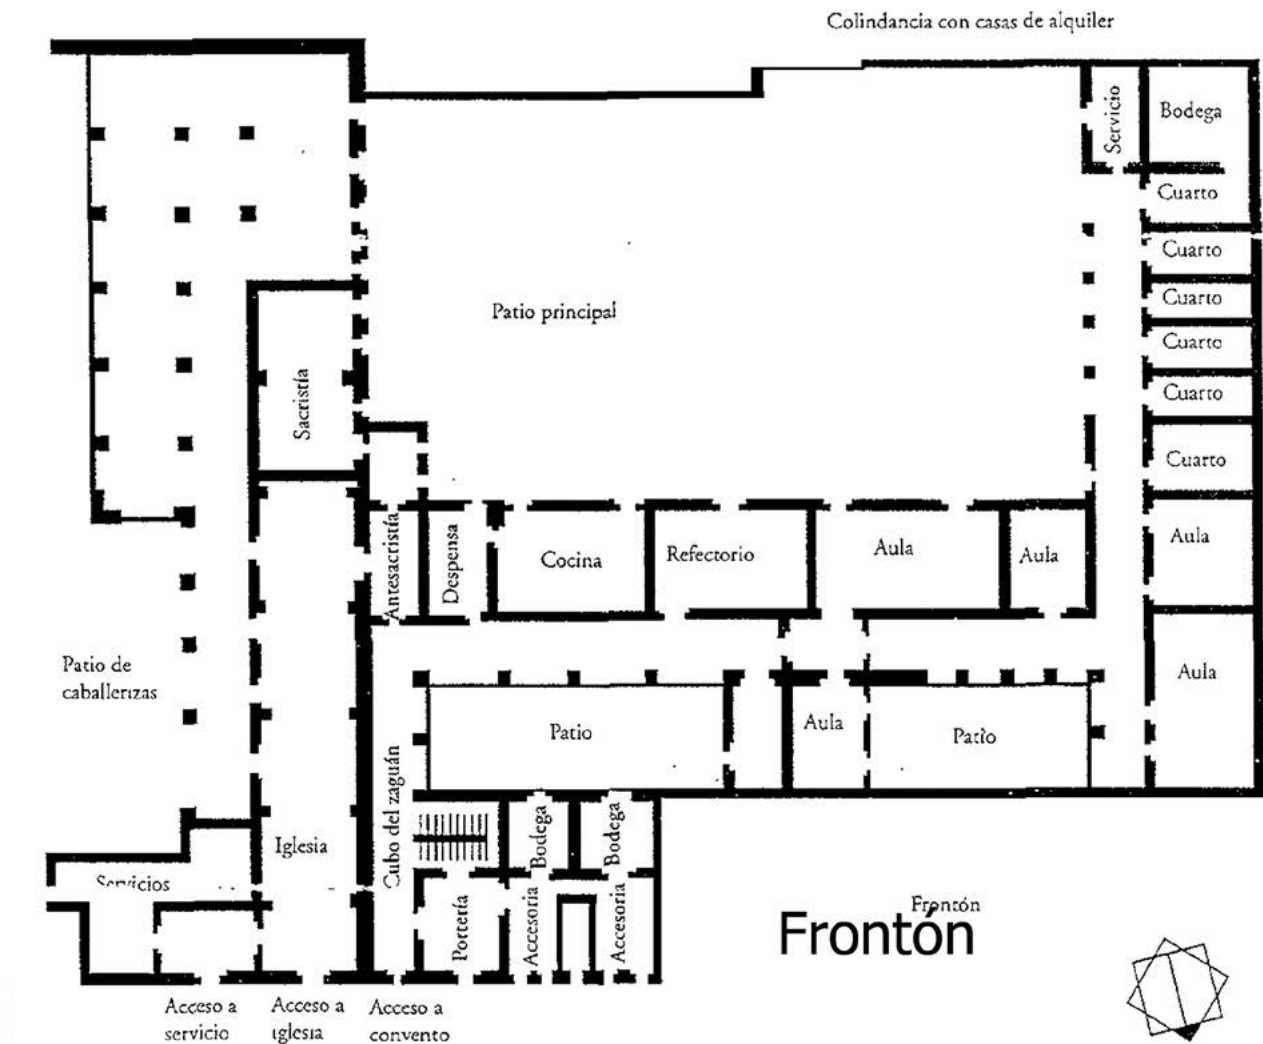 Colindancia con casas de alquiler
Servicio
Bodega
Cuarto
Cuarto
Cuarto
Cuarto
Cuarto
Cuarto
Patio principal
Sacristía
Antesacristía
Despensa
Cocina
Refectorio
Aula
Aula
Aula
Patio de
caballerizas
Aula
Patio
Aula
Patio
Cubo del zaguán
Iglesia
Bodega
Bodega
Servicios
Portería
Accesoria
Accesoria
Frontón
Frontón
Acceso a
servicio
Acceso a
iglesia
Acceso a
convento